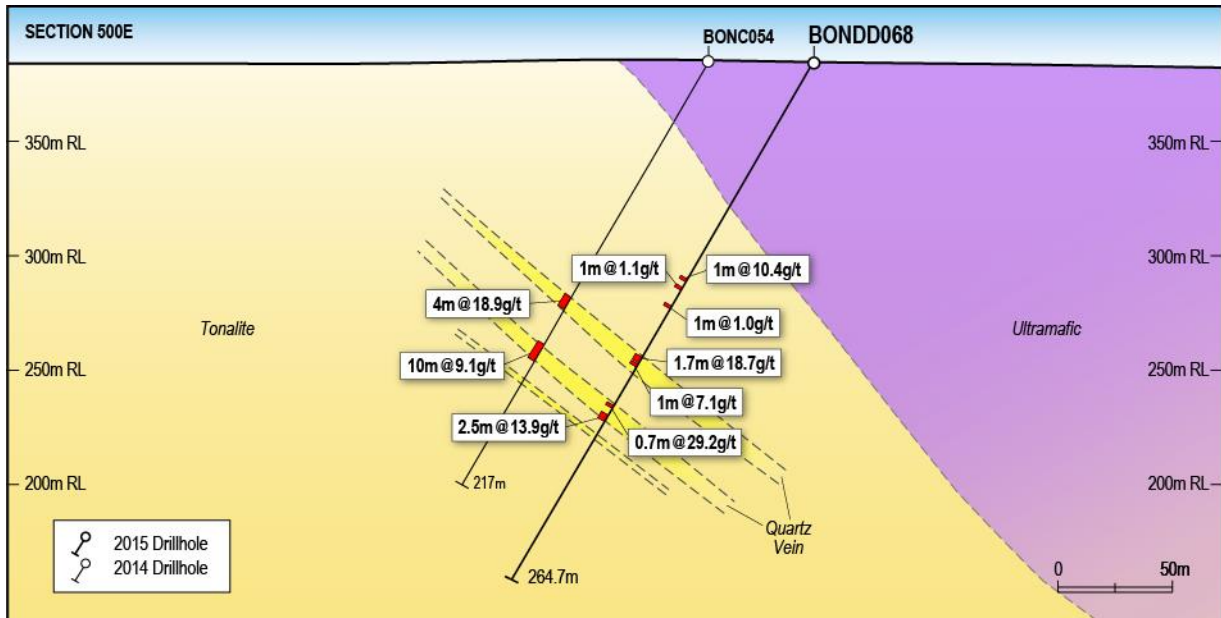 SECTION 500E
BONC054
BONDD068
350m RL
350m RL
300m RL
300m RL
1m@1.1g/t
1m@10.4g/t
4m@18.9g/t
1m@1.0g/t
Tonalite
Ultramafic
250m RL
250m RL
10m@9.1g/t
1.7m@18.7g/t
1m@7.1g/t
2.5m@13.9g/t
0.7m@29.2g/t
200m RL
200m RL
217m
Quartz
Vein
2015 Drillhole
2014 Drillhole
264.7m
0
50m